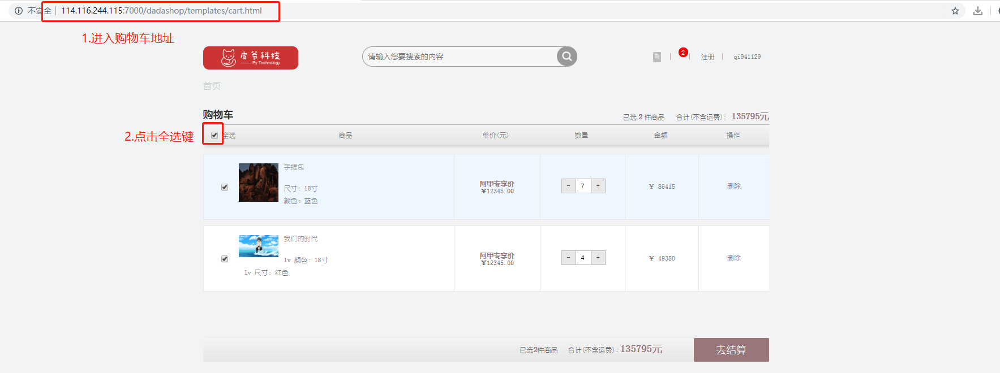 不安全 114.116.244.115:7000/dadashop/templates/cart.html
1.进入购物车地址
皮爷科技
Py Technology
请输入您要搜索的内容
2
注册
qi941129
首页
购物车
已选 2 件商品 合计(不含运费): 135795元
2.点击全选键
全选 商品 单价(元) 数量 金额 操作
手提包
尺寸: 18寸
颜色: 蓝色
阿甲专享价
¥12345.00
- 7 +
¥ 86415
删除
我们的时代
lv 颜色: 18寸
lv 尺寸: 红色
阿甲专享价
¥12345.00
- 4 +
¥ 49380
删除
已选2件商品 合计(不含运费): 135795元
去结算